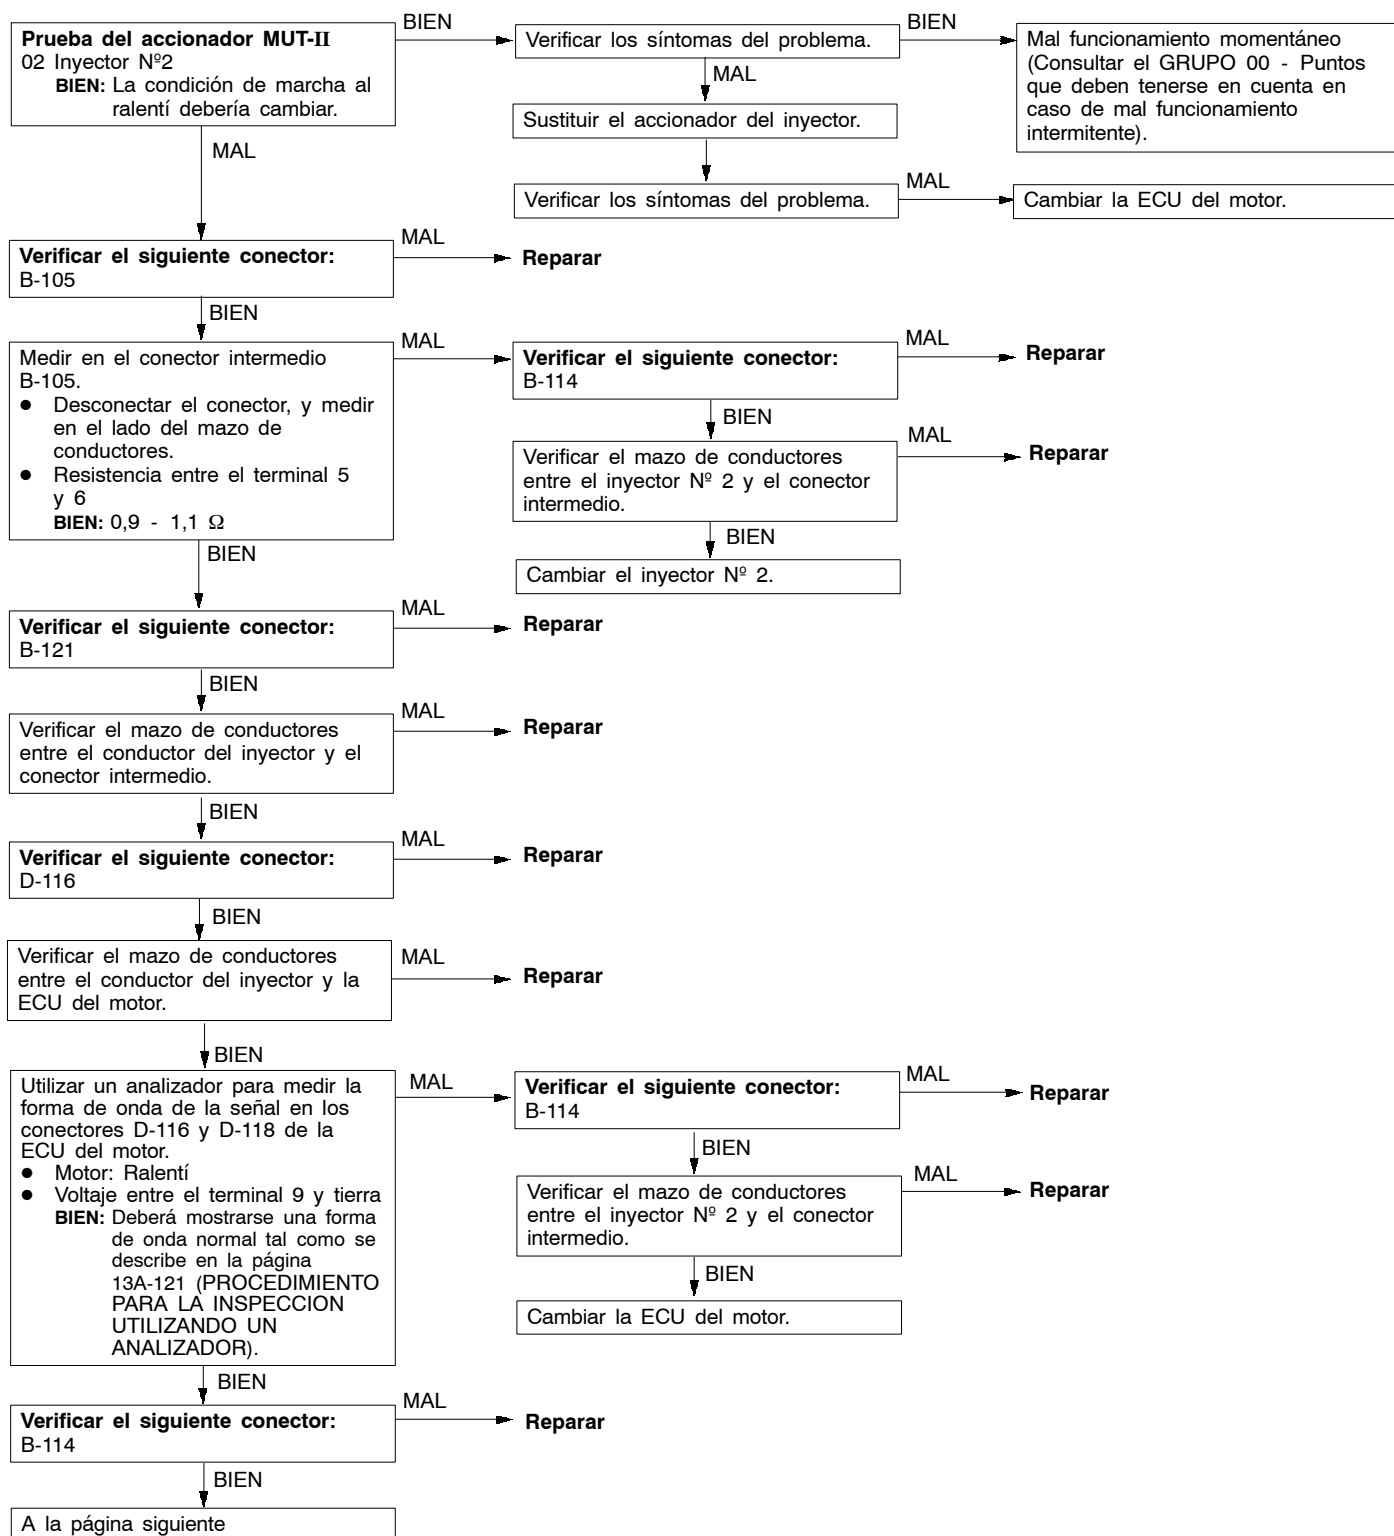 Prueba del accionador MUT-II
02 Inyector Nº2
BIEN: La condición de marcha al
ralentí debería cambiar.
BIEN
Verificar los síntomas del problema.
BIEN
Mal funcionamiento momentáneo
(Consultar el GRUPO 00 - Puntos
que deben tenerse en cuenta en
caso de mal funcionamiento
intermitente).
MAL
Sustituir el accionador del inyector.
MAL
Verificar los síntomas del problema.
MAL
Cambiar la ECU del motor.
Verificar el siguiente conector:
B-105
MAL
Reparar
BIEN
Medir en el conector intermedio
B-105.
● Desconectar el conector, y medir
en el lado del mazo de
conductores.
● Resistencia entre el terminal 5
y 6
BIEN: 0,9 - 1,1 Ω
MAL
Verificar el siguiente conector:
B-114
MAL
Reparar
BIEN
Verificar el mazo de conductores
entre el inyector Nº 2 y el conector
intermedio.
MAL
Reparar
BIEN
Cambiar el inyector Nº 2.
BIEN
Verificar el siguiente conector:
B-121
MAL
Reparar
BIEN
Verificar el mazo de conductores
entre el conductor del inyector y el
conector intermedio.
MAL
Reparar
BIEN
Verificar el siguiente conector:
D-116
MAL
Reparar
BIEN
Verificar el mazo de conductores
entre el conductor del inyector y la
ECU del motor.
MAL
Reparar
BIEN
Utilizar un analizador para medir la
forma de onda de la señal en los
conectores D-116 y D-118 de la
ECU del motor.
● Motor: Ralentí
● Voltaje entre el terminal 9 y tierra
BIEN: Deberá mostrarse una forma
de onda normal tal como se
describe en la página
13A-121 (PROCEDIMIENTO
PARA LA INSPECCION
UTILIZANDO UN
ANALIZADOR).
MAL
Verificar el siguiente conector:
B-114
MAL
Reparar
BIEN
Verificar el mazo de conductores
entre el inyector Nº 2 y el conector
intermedio.
MAL
Reparar
BIEN
Cambiar la ECU del motor.
BIEN
Verificar el siguiente conector:
B-114
MAL
Reparar
BIEN
A la página siguiente